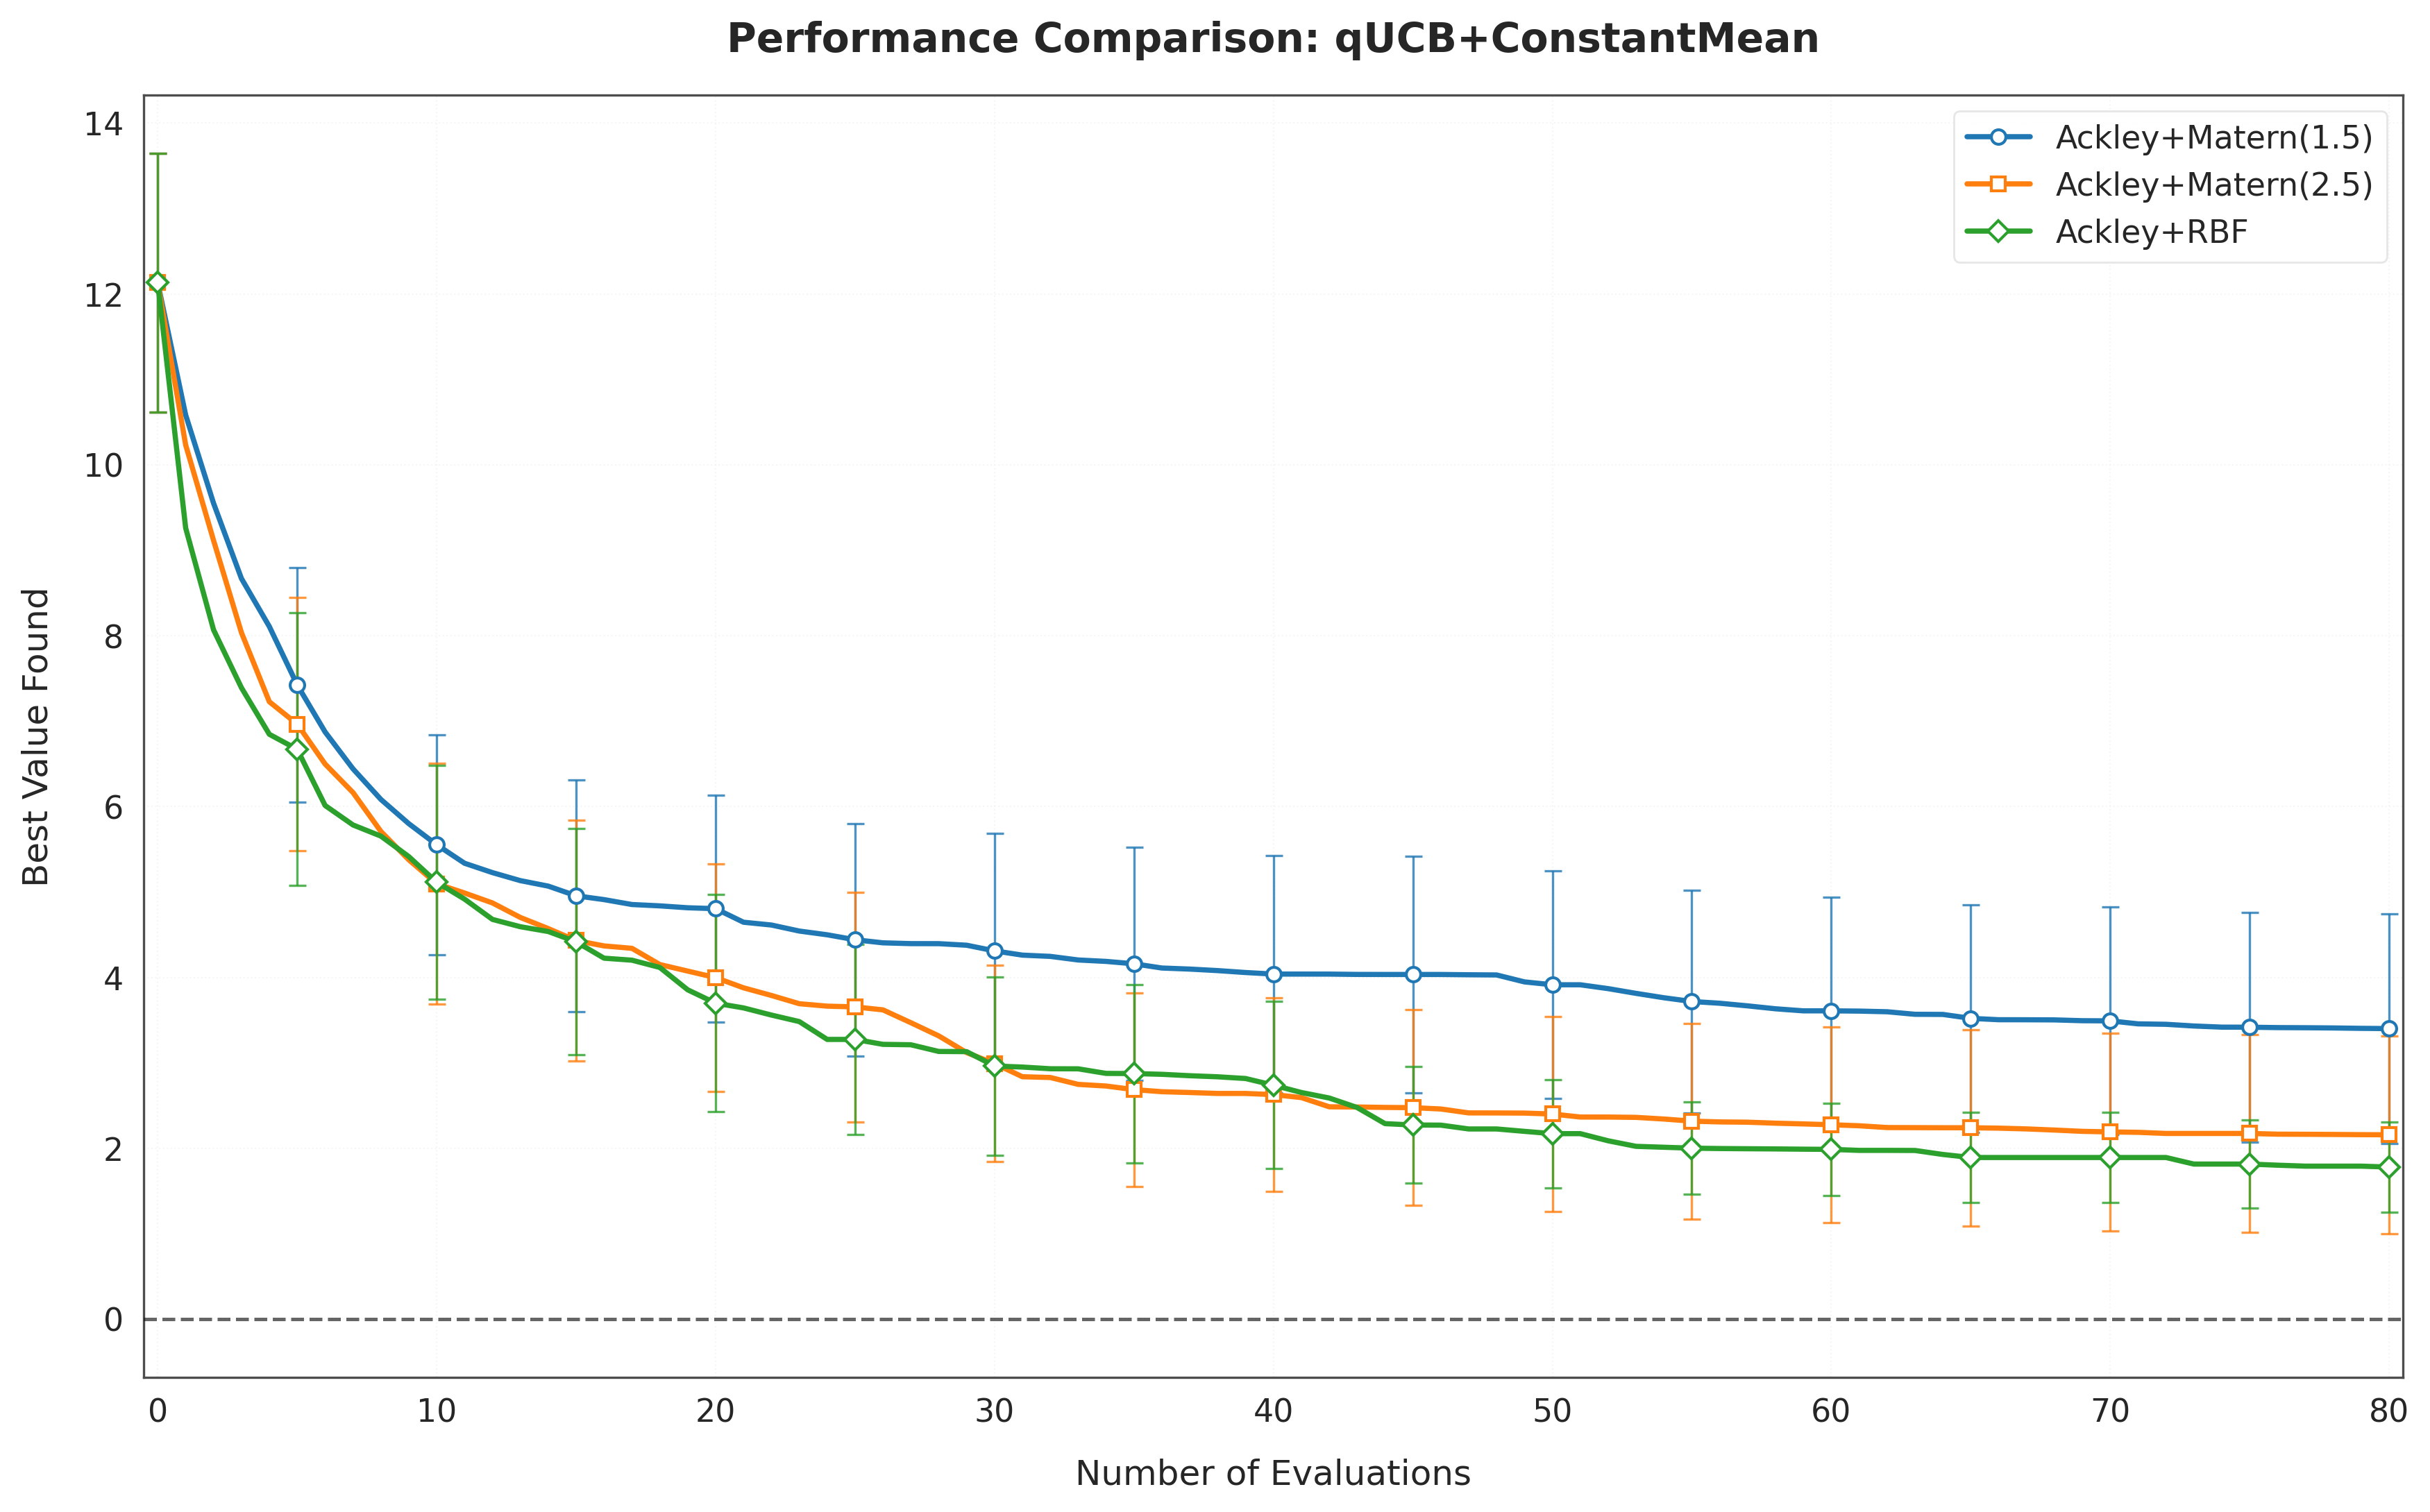 Performance Comparison: qUCB+ConstantMean
14
12
10
8
6
4
2
0
Best Value Found
Ackley+Matern(1.5)
Ackley+Matern(2.5)
Ackley+RBF
0 10 20 30 40 50 60 70 80
Number of Evaluations